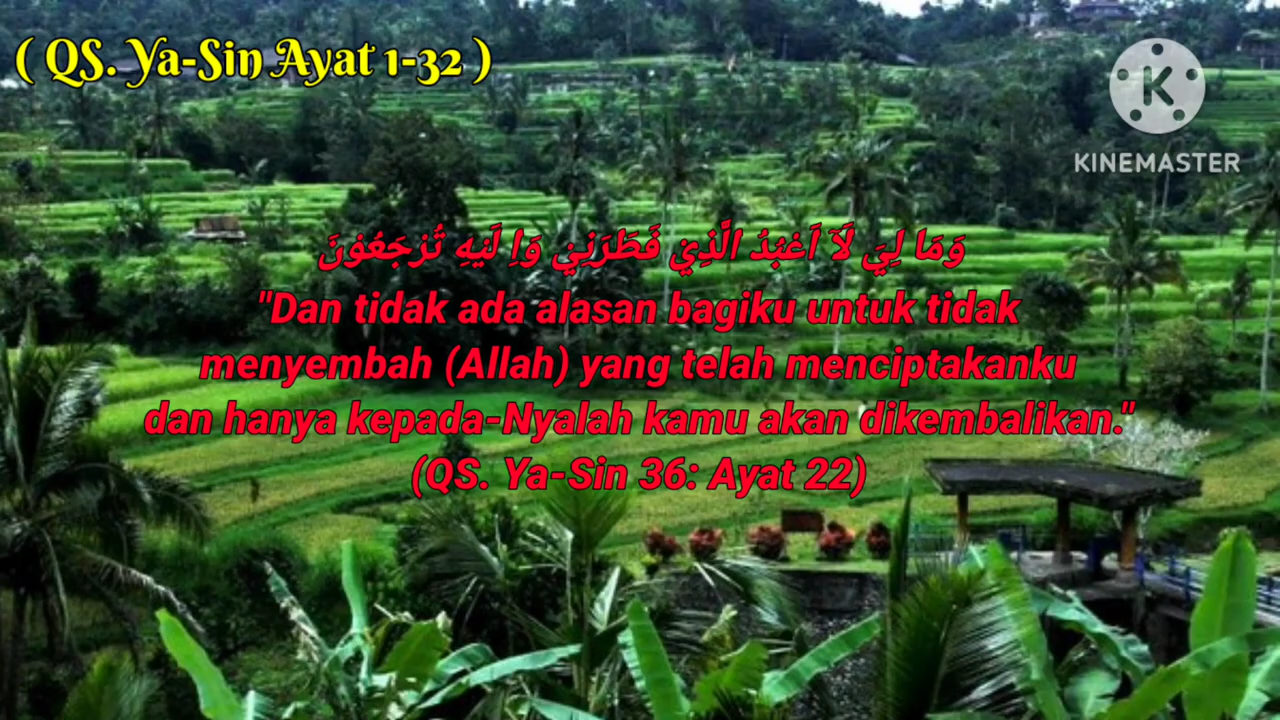 ( QS. Ya-Sin Ayat 1-32 )
KINEMASTER
وَمَا لِيَ لَاۤ اَعْبُدُ الَّذِيْ فَطَرَنِيْ وَاِ لَيْهِ تُرْجَعُوْنَ
"Dan tidak ada alasan bagiku untuk tidak
menyembah (Allah) yang telah menciptakanku
dan hanya kepada-Nyalah kamu akan dikembalikan."
(QS. Ya-Sin 36: Ayat 22)